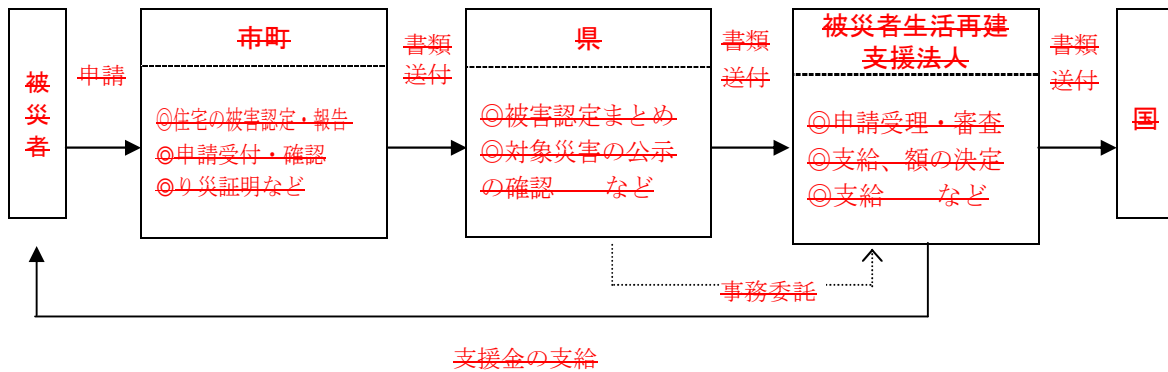 被災者
申請
市町
◎住宅の被害認定・報告
◎申請受付・確認
◎り災証明など
書類
送付
県
◎被害認定まとめ
◎対象災害の公示
の確認　　など
書類
送付
被災者生活再建
支援法人
◎申請受理・審査
◎支給、額の決定
◎支給　　など
書類
送付
国
事務委託
支援金の支給